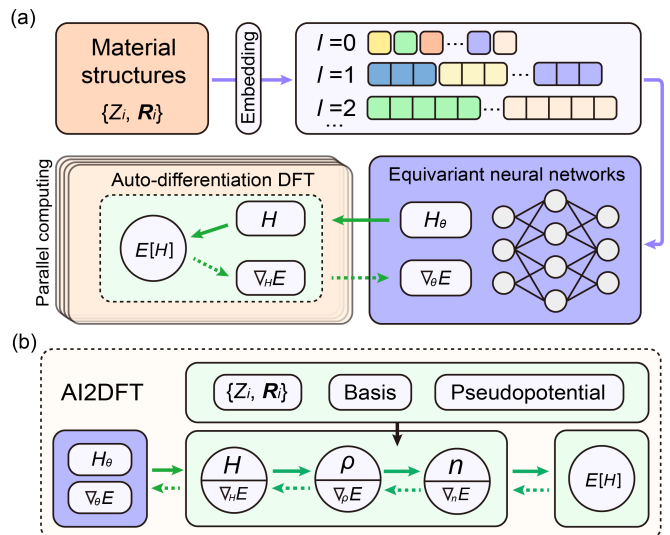 (a)
Material
structures
{Zi, Ri}
Embedding
l=0
...
l=1
...
l=2
...
...
Parallel computing
Auto-differentiation DFT
H
E[H]
∇HE
Equivariant neural networks
Hθ
∇θE
(b)
AI2DFT
{Zi, Ri}
Basis
Pseudopotential
Hθ
∇θE
H
∇HE
ρ
∇ρE
n
∇nE
E[H]